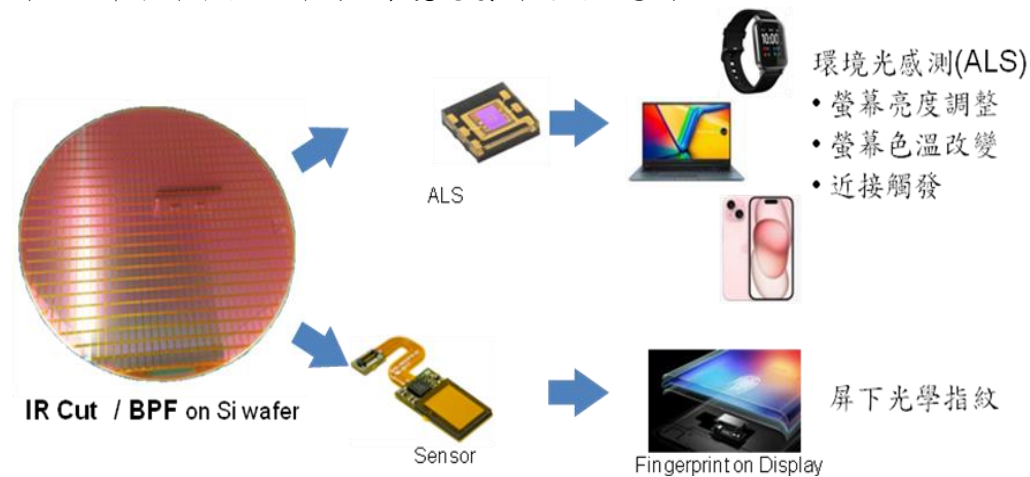 環境光感測(ALS)
•螢幕亮度調整
•螢幕色溫改變
•近接觸發
10:00
ALS
IR Cut / BPF on Si wafer
屏下光學指紋
Sensor
Fingerprint on Display